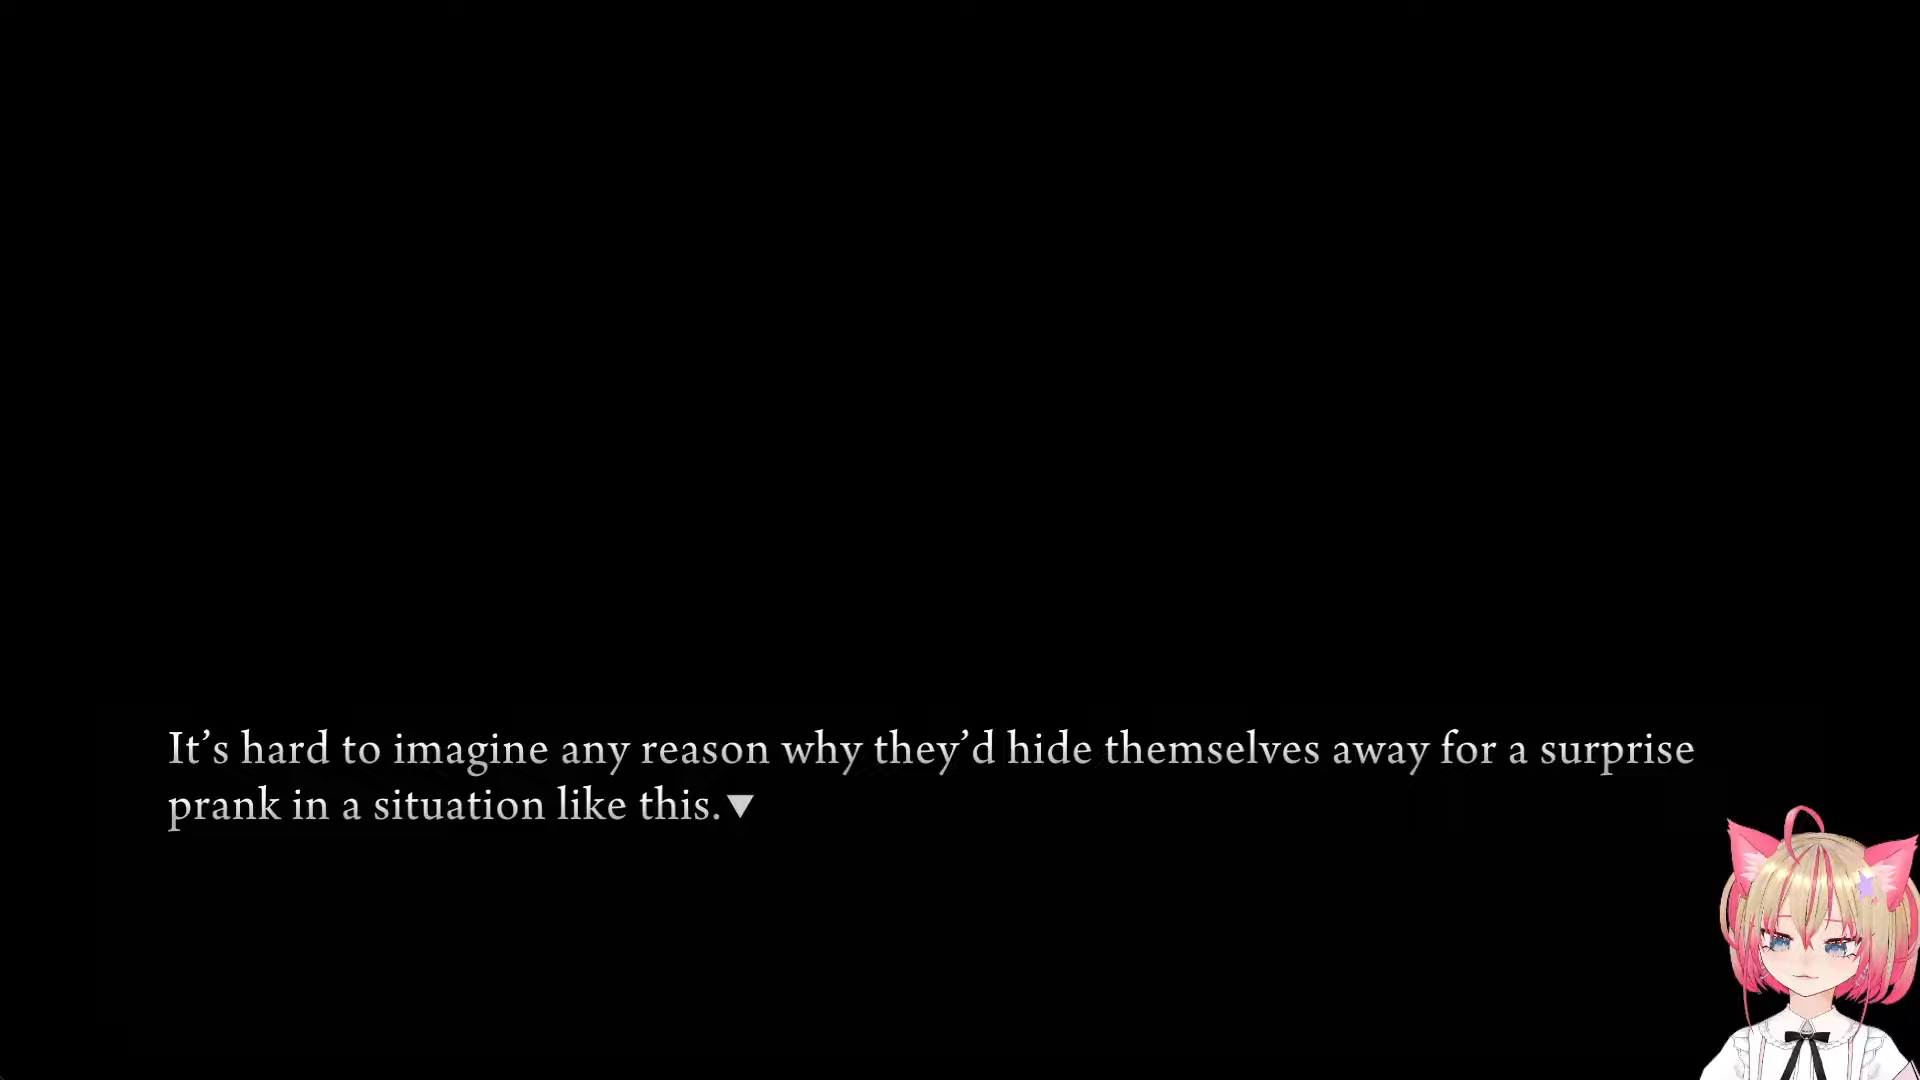 It’s hard to imagine any reason why they’d hide themselves away for a surprise
prank in a situation like this.▼